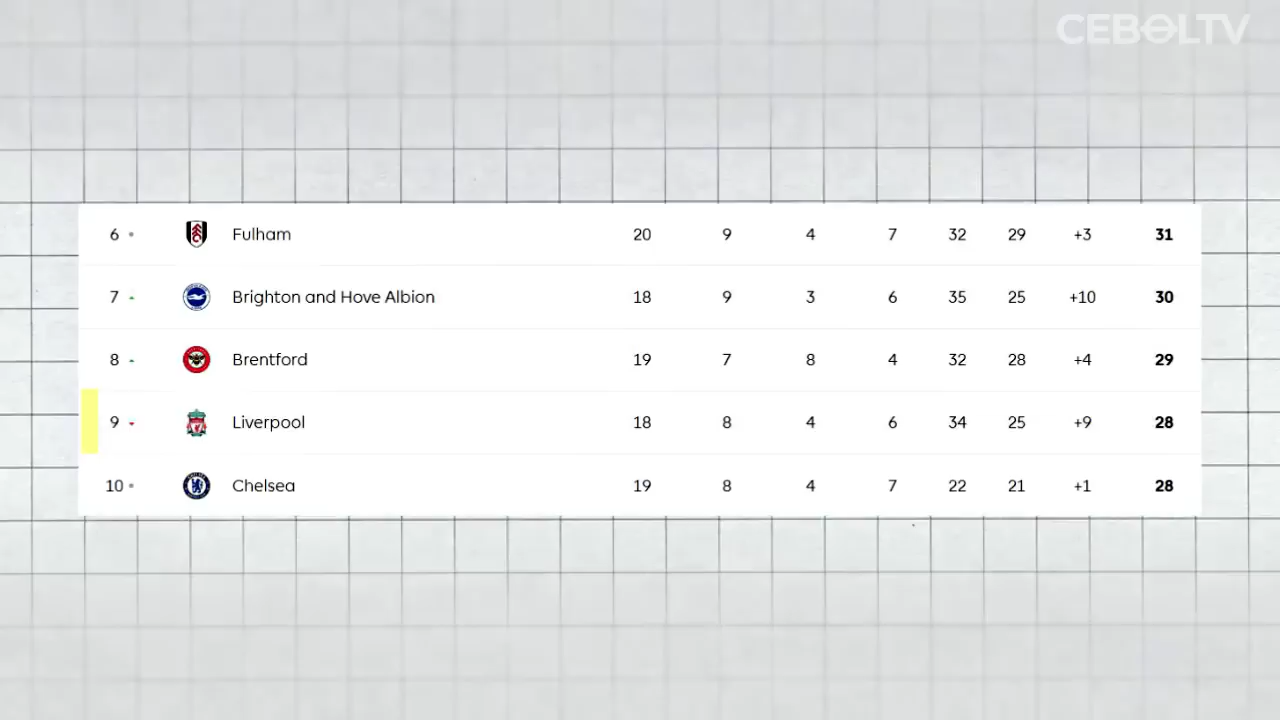 CEBOLTV
6 Fulham 20 9 4 7 32 29 +3 31
7 Brighton and Hove Albion 18 9 3 6 35 25 +10 30
8 Brentford 19 7 8 4 32 28 +4 29
9 Liverpool 18 8 4 6 34 25 +9 28
10 Chelsea 19 8 4 7 22 21 +1 28